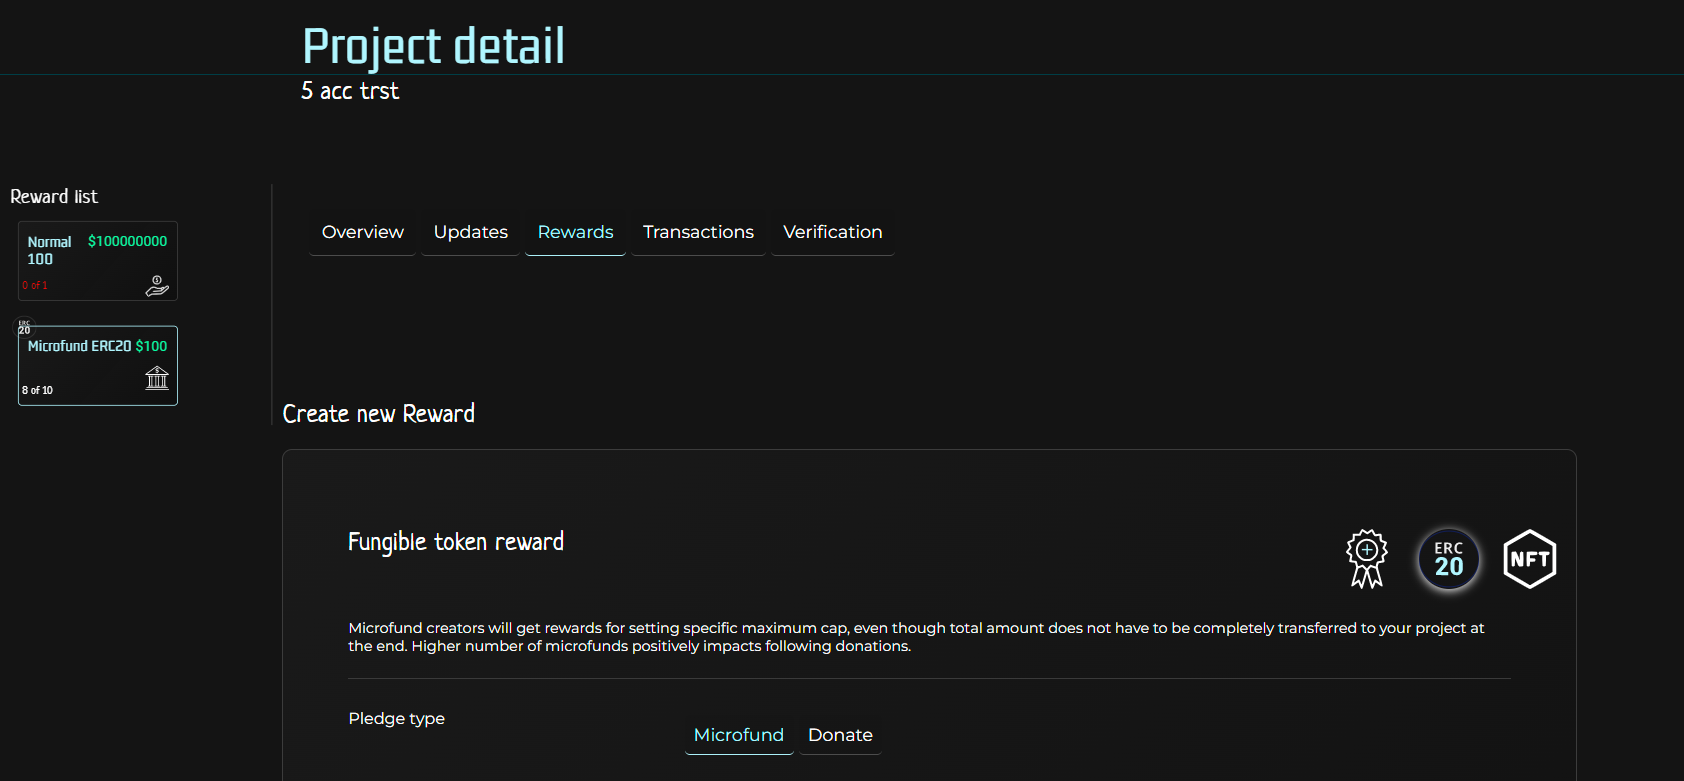 Project detail
5 acc trst
Reward list
Normal 100
$100000000
0 of 1
ERC 20
Microfund ERC20 $100
8 of 10
Overview Updates Rewards Transactions Verification
Create new Reward
Fungible token reward
ERC 20
NFT
Microfund creators will get rewards for setting specific maximum cap, even though total amount does not have to be completely transferred to your project at
the end. Higher number of microfunds positively impacts following donations.
Pledge type
Microfund Donate